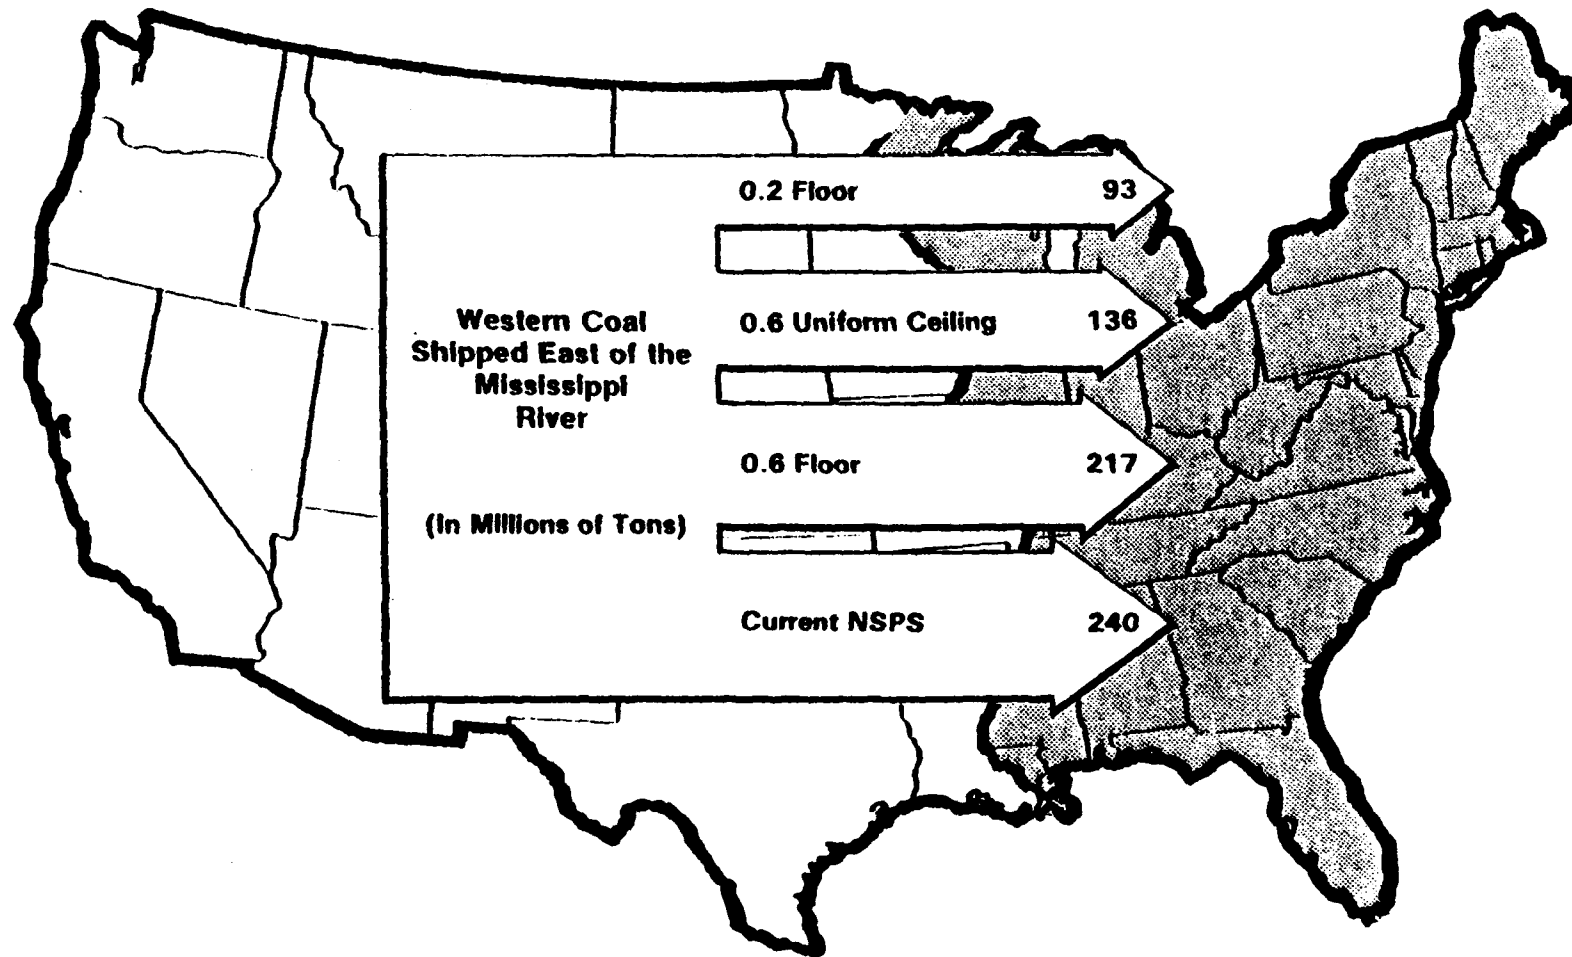 Western Coal
Shipped East of the
Mississippi
River
(In Millions of Tons)
0.2 Floor 93
0.6 Uniform Ceiling 136
0.6 Floor 217
Current NSPS 240